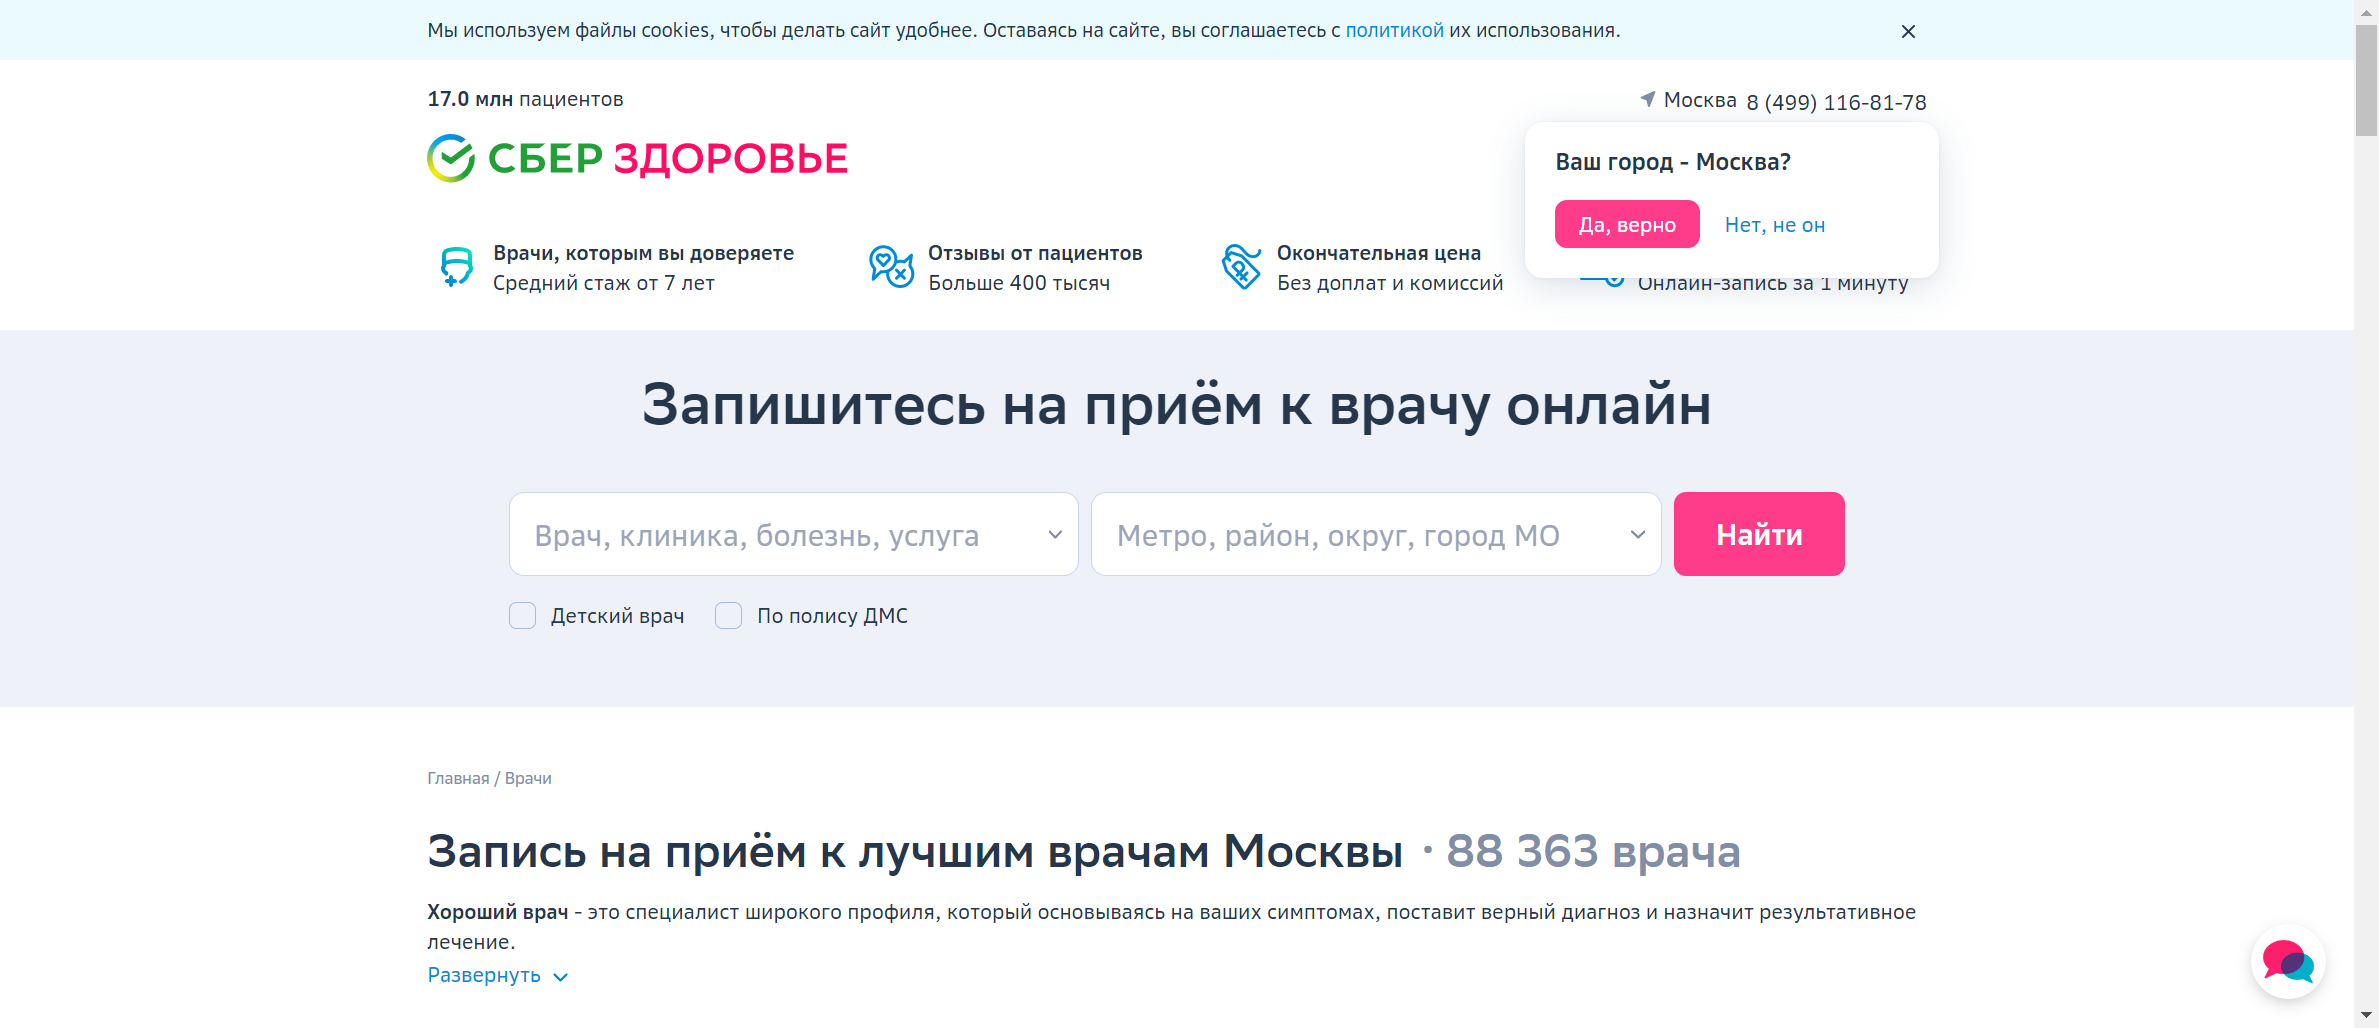 Мы используем файлы cookies, чтобы делать сайт удобнее. Оставаясь на сайте, вы соглашаетесь с политикой их использования.
17.0 млн пациентов
Москва 8 (499) 116-81-78
СБЕР ЗДОРОВЬЕ
Ваш город - Москва?
Да, верно Нет, не он
Врачи, которым вы доверяете
Средний стаж от 7 лет
Отзывы от пациентов
Больше 400 тысяч
Окончательная цена
Без доплат и комиссий
Онлайн-запись за 1 минуту
Запишитесь на приём к врачу онлайн
Врач, клиника, болезнь, услуга
Метро, район, округ, город МО
Найти
Детский врач
По полису ДМС
Главная / Врачи
Запись на приём к лучшим врачам Москвы · 88 363 врача
Хороший врач - это специалист широкого профиля, который основываясь на ваших симптомах, поставит верный диагноз и назначит результативное
лечение.
Развернуть